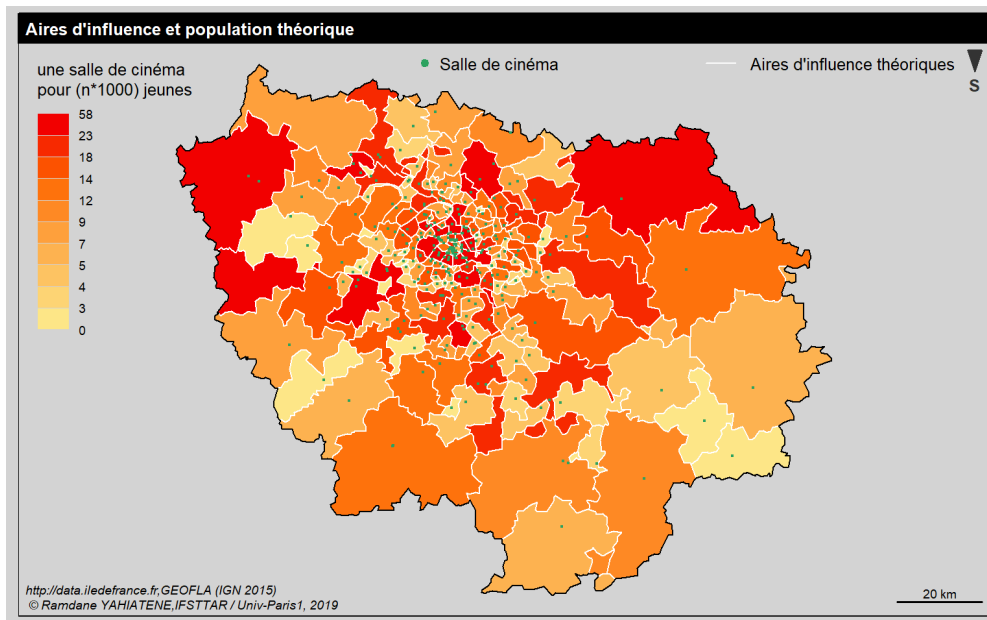 Aires d'influence et population théorique
une salle de cinéma
pour (n*1000) jeunes
Salle de cinéma
Aires d'influence théoriques
S
58
23
18
14
12
9
7
5
4
3
0
http://data.iledefrance.fr,GEOFLA (IGN 2015)
© Ramdane YAHIATENE,IFSTTAR / Univ-Paris1, 2019
20 km